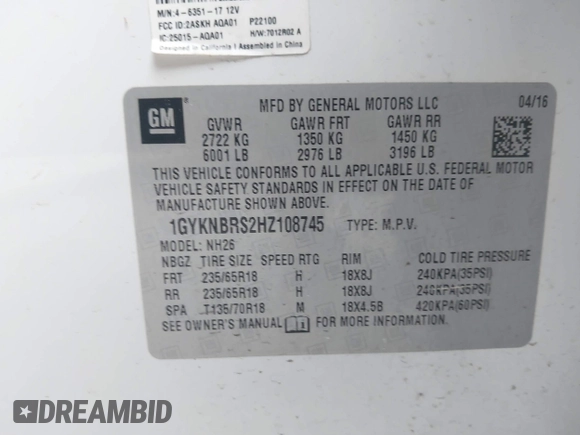 M/N:4-6351-17 12V
FCC ID:2ASKH AQA01 P22100
IC:25015-AQA01 H/W:7012R02 A
Designed in California I Assembled in China
GM
MFD BY GENERAL MOTORS LLC 04/16
GVWR GAWR FRT GAWR RR
2722 KG 1350 KG 1450 KG
6001 LB 2976 LB 3196 LB
THIS VEHICLE CONFORMS TO ALL APPLICABLE U.S. FEDERAL MOTOR
VEHICLE SAFETY STANDARDS IN EFFECT ON THE DATE OF
MANUFACTURE SHOWN ABOVE.
1GYKNBRS2HZ108745 TYPE: M.P.V.
MODEL: NH26
NBGZ TIRE SIZE SPEED RTG RIM COLD TIRE PRESSURE
FRT 235/65R18 H 18X8J 240KPA(35PSI)
RR 235/65R18 H 18X8J 240KPA(35PSI)
SPA T135/70R18 M 18X4.5B 420KPA(60PSI)
SEE OWNER'S MANUAL FOR MORE INFORMATION.
DREAMBID